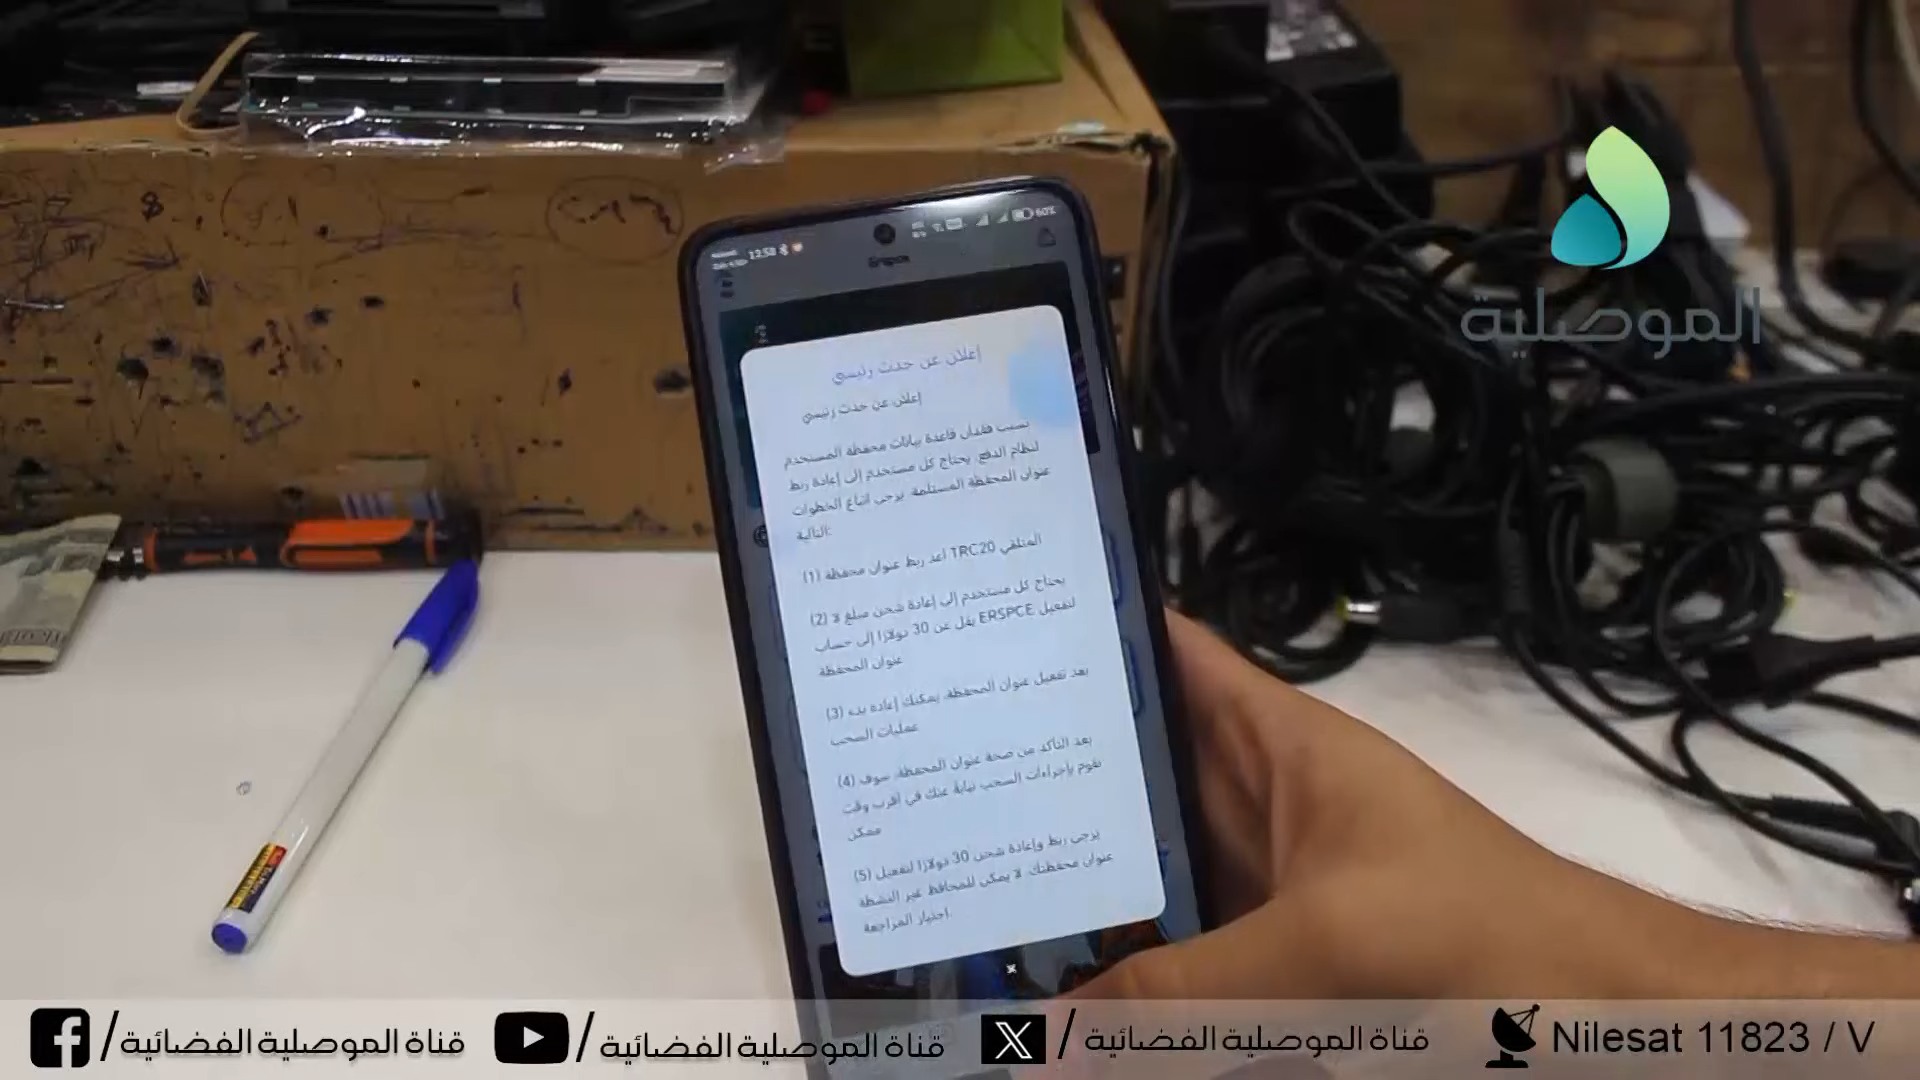 12:58
60%
Erspce
إعلان عن حدث رئيسي
إعلان عن حدث رئيسي
بسبب فقدان قاعدة بيانات محفظة المستخدم
لنظام الدفع. يحتاج كل مستخدم إلى إعادة ربط
عنوان المحفظة المستلمة. يرجى اتباع الخطوات
التالية:
(1) أعد ربط عنوان محفظة TRC20 المتلقي
(2) يحتاج كل مستخدم إلى إعادة شحن مبلغ لا
يقل عن 30 دولارًا إلى حساب ERSPCE لتفعيل
عنوان المحفظة
(3) بعد تفعيل عنوان المحفظة، يمكنك إعادة بدء
عمليات السحب
(4) بعد التأكد من صحة عنوان المحفظة، سوف
نقوم بإجراءات السحب نيابة عنك في أقرب وقت
ممكن
(5) يرجى ربط وإعادة شحن 30 دولارًا لتفعيل
عنوان محفظتك. لا يمكن للمحافظ غير النشطة
اجتياز المراجعة.
الموصلية
/قناة الموصلية الفضائية
/قناة الموصلية الفضائية
/قناة الموصلية الفضائية
Nilesat 11823 / V